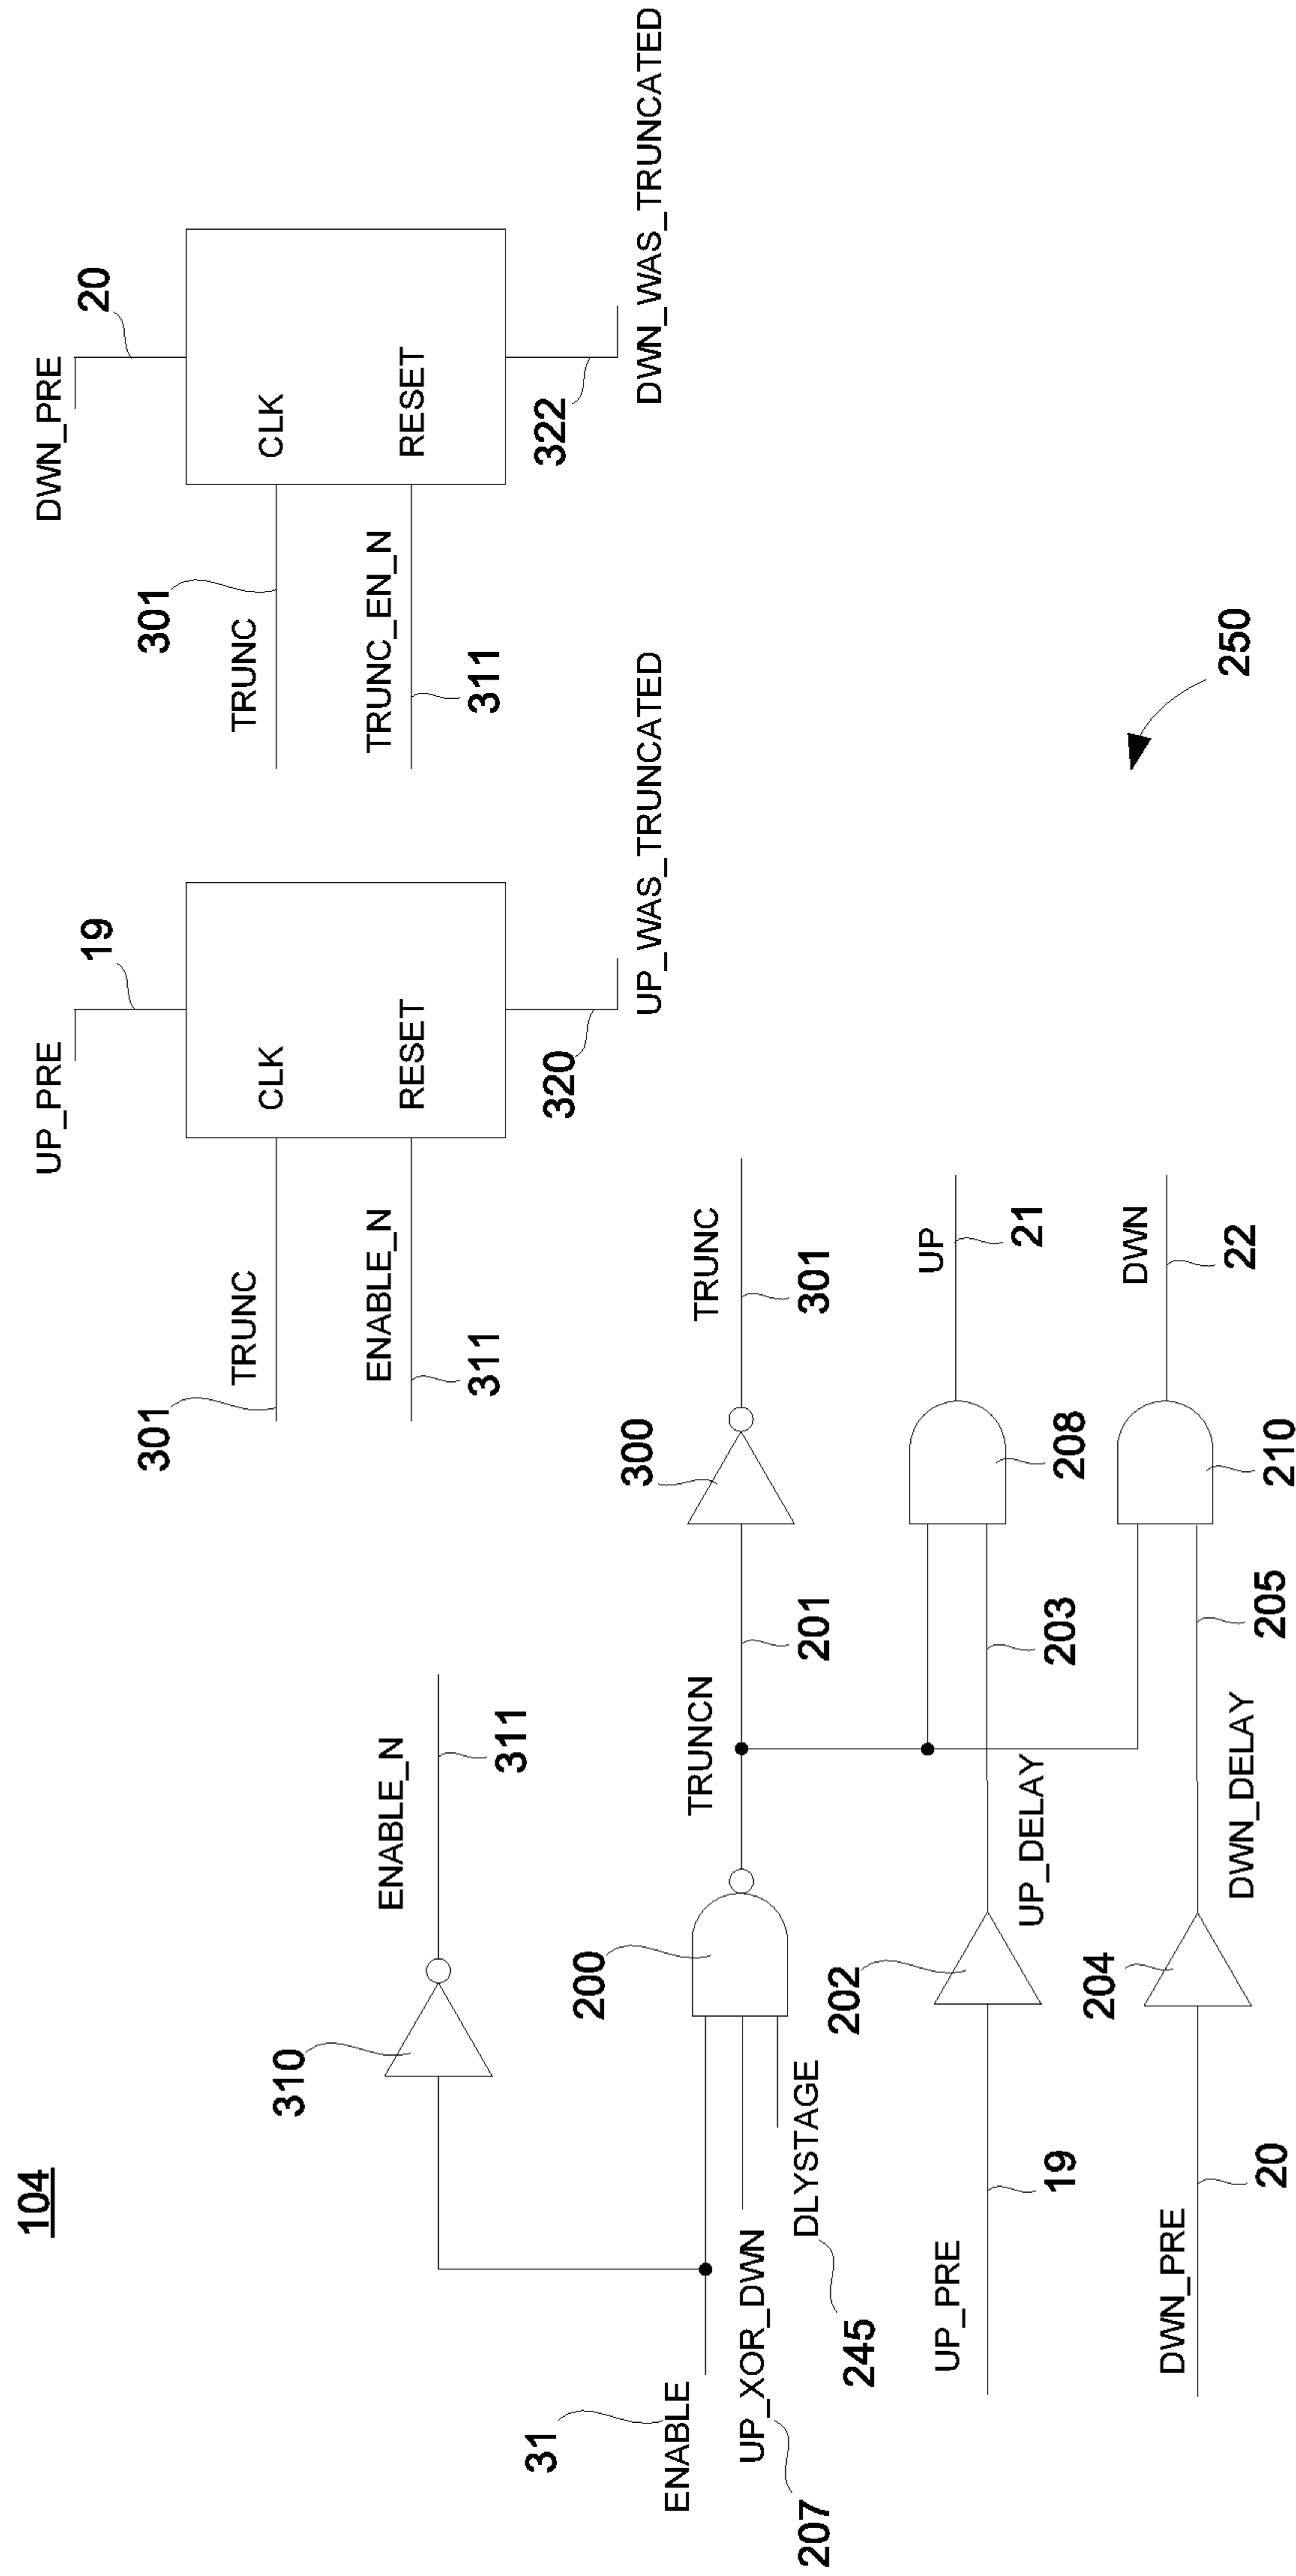 104
UP_PRE
19
DWN_PRE
20
301
TRUNC
CLK
301
TRUNC
CLK
ENABLE_N
311
RESET
TRUNC_EN_N
311
RESET
320
UP_WAS_TRUNCATED
322
DWN_WAS_TRUNCATED
310
ENABLE_N
311
31
ENABLE
200
TRUNCN
201
300
TRUNC
301
UP_XOR_DWN
207
DLYSTAGE
245
UP_PRE
19
202
UP_DELAY
203
208
UP
21
DWN_PRE
20
204
DWN_DELAY
205
210
DWN
22
250